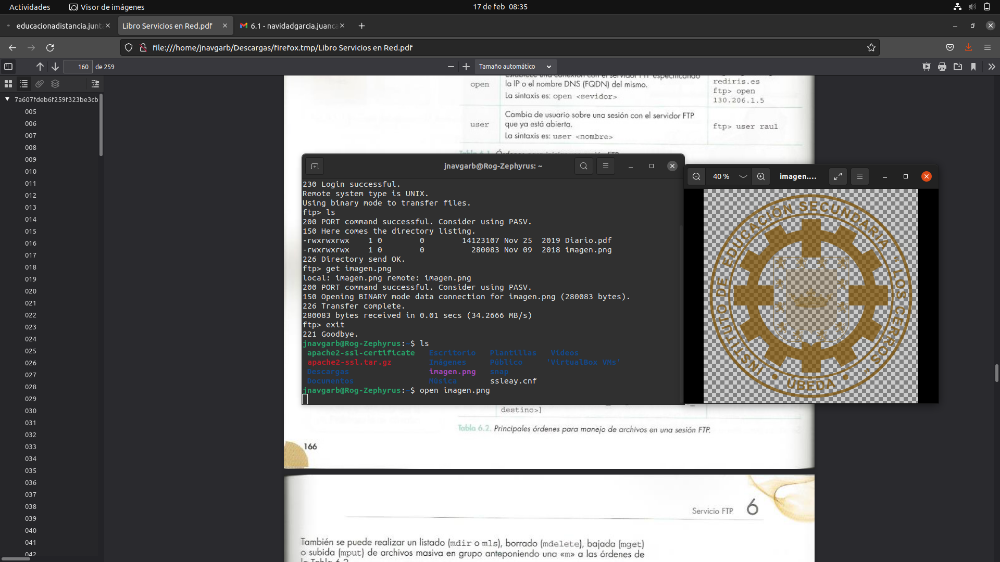 Actividades
Visor de imágenes
17 de feb 08:35
educacionadistancia.junt
Libro Servicios en Red.pdf
6.1 - navidadgarcia.juanca
file:///home/jnavgarb/Descargas/firefox.tmp/Libro Servicios en Red.pdf
160 de 259
Tamaño automático
7a607fdeb6f259f323be3cb
005
006
007
008
009
010
011
012
013
014
015
016
017
018
019
020
021
022
023
024
025
026
027
028
029
030
031
032
033
034
035
036
037
038
039
040
041
042
open
Establece una conexión con el servidor FTP especificando
la IP o el nombre DNS (FQDN) del mismo.
La sintaxis es: open <sevidor>
rediris.es
ftp> open
130.206.1.5
user
Cambia de usuario sobre una sesión con el servidor FTP
que ya está abierta.
La sintaxis es: user <nombre>
ftp> user raul
jnavgarb@Rog-Zephyrus: ~
230 Login successful.
Remote system type is UNIX.
Using binary mode to transfer files.
ftp> ls
200 PORT command successful. Consider using PASV.
150 Here comes the directory listing.
-rwxrwxrwx    1 0        0        14123107 Nov 25  2019 Diario.pdf
-rwxrwxrwx    1 0        0          280083 Nov 09  2018 imagen.png
226 Directory send OK.
ftp> get imagen.png
local: imagen.png remote: imagen.png
200 PORT command successful. Consider using PASV.
150 Opening BINARY mode data connection for imagen.png (280083 bytes).
226 Transfer complete.
280083 bytes received in 0.01 secs (34.2666 MB/s)
ftp> exit
221 Goodbye.
jnavgarb@Rog-Zephyrus:~$ ls
apache2-ssl-certificate   Escritorio   Plantillas   Vídeos
apache2-ssl.tar.gz        Imágenes     Público     'VirtualBox VMs'
Descargas                 imagen.png   snap
Documentos                Música       ssleay.cnf
jnavgarb@Rog-Zephyrus:~$ open imagen.png
40 %
imagen.…
INSTITUTO DE EDUCACIÓN SECUNDARIA "LOS CERROS"
UBEDA
destino>]
Tabla 6.2. Principales órdenes para manejo de archivos en una sesión FTP.
166
Servicio FTP 6
También se puede realizar un listado (mdir o mls), borrado (mdelete), bajada (mget)
o subida (mput) de archivos masiva en grupo anteponiendo una «m» a las órdenes de
la Tabla 6.2